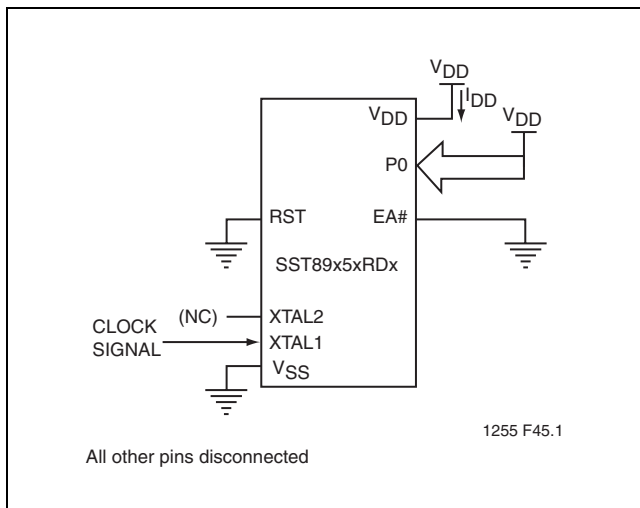 VDD
IDD
VDD
VDD
P0
RST
EA#
SST89x5xRDx
(NC)
XTAL2
CLOCK
SIGNAL
XTAL1
VSS
1255 F45.1
All other pins disconnected